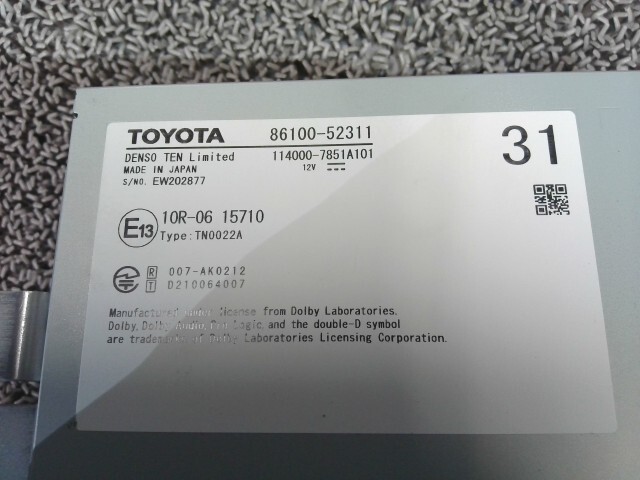 TOYOTA 86100-52311 31
DENSO TEN Limited 114000-7851A101
MADE IN JAPAN 12V
S/NO. EW202877
E13 10R-06 15710
Type:TN0022A
R 007-AK0212
T D210064007
Manufactured under license from Dolby Laboratories.
Dolby, Dolby Audio, Pro Logic, and the double-D symbol
are trademarks of Dolby Laboratories Licensing Corporation.